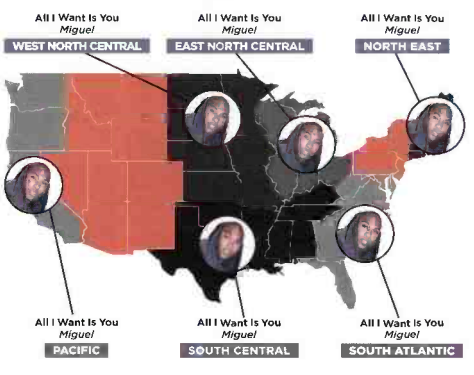 All I Want Is You
Miguel
WEST NORTH CENTRAL
All I Want Is You
Miguel
EAST NORTH CENTRAL
All I Want Is You
Miguel
NORTH EAST
All I Want Is You
Miguel
PACIFIC
All I Want Is You
Miguel
SOUTH CENTRAL
All I Want Is You
Miguel
SOUTH ATLANTIC